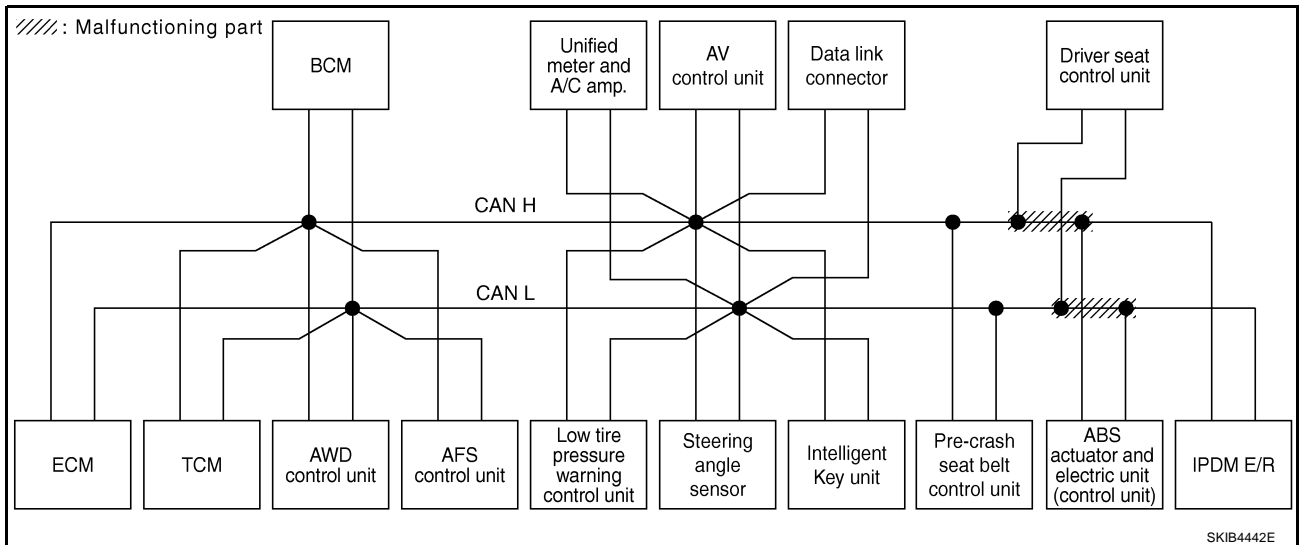 : Malfunctioning part
BCM
Unified
meter and
A/C amp.
AV
control unit
Data link
connector
Driver seat
control unit
CAN H
CAN L
ECM
TCM
AWD
control unit
AFS
control unit
Low tire
pressure
warning
control unit
Steering
angle
sensor
Intelligent
Key unit
Pre-crash
seat belt
control unit
ABS
actuator and
electric unit
(control unit)
IPDM E/R
SKIB4442E